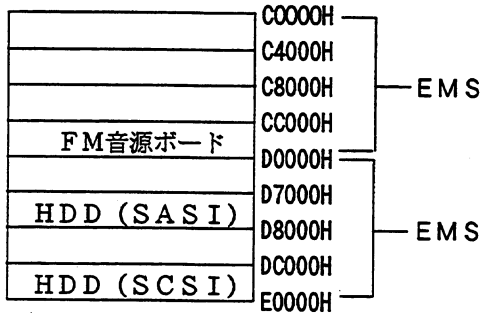 C0000H
C4000H
C8000H
EMS
CC000H
FM音源ボード
D0000H
D7000H
HDD(SASI)
D8000H
EMS
DC000H
HDD(SCSI)
E0000H